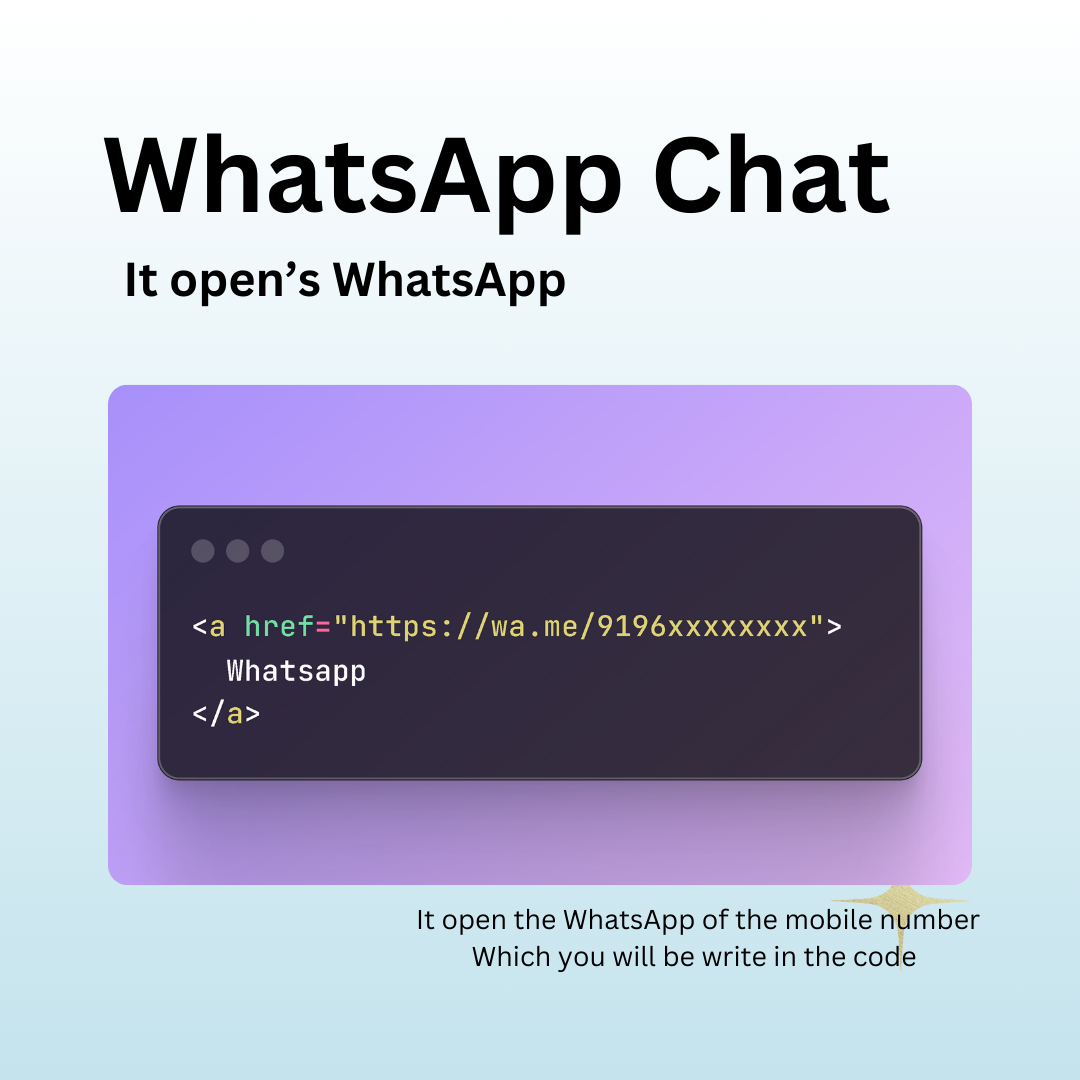 WhatsApp Chat
It open’s WhatsApp
<a href="https://wa.me/9196xxxxxxxx">
Whatsapp
</a>
It open the WhatsApp of the mobile number
Which you will be write in the code